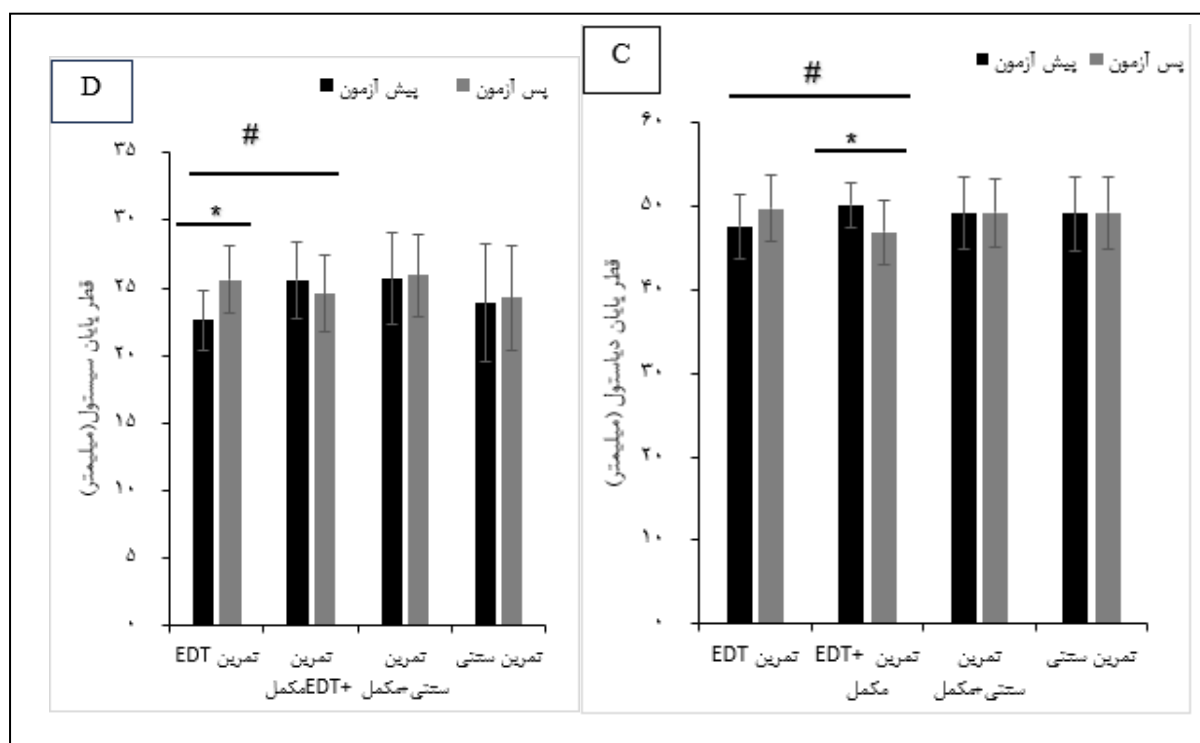 C
پیش آزمون
پس آزمون
#
*
۶۰
۵۰
۴۰
۳۰
۲۰
۱۰
۰
قطر پایان دیاستول (میلیمتر)
تمرین EDT
تمرین EDT+
مکمل
تمرین
سنتی+مکمل
تمرین سنتی
D
پیش آزمون
پس آزمون
#
*
۳۵
۳۰
۲۵
۲۰
۱۵
۱۰
۵
۰
قطر پایان سیستول(میلیمتر)
تمرین EDT
تمرین
EDT+مکمل
تمرین
سنتی+مکمل
تمرین سنتی